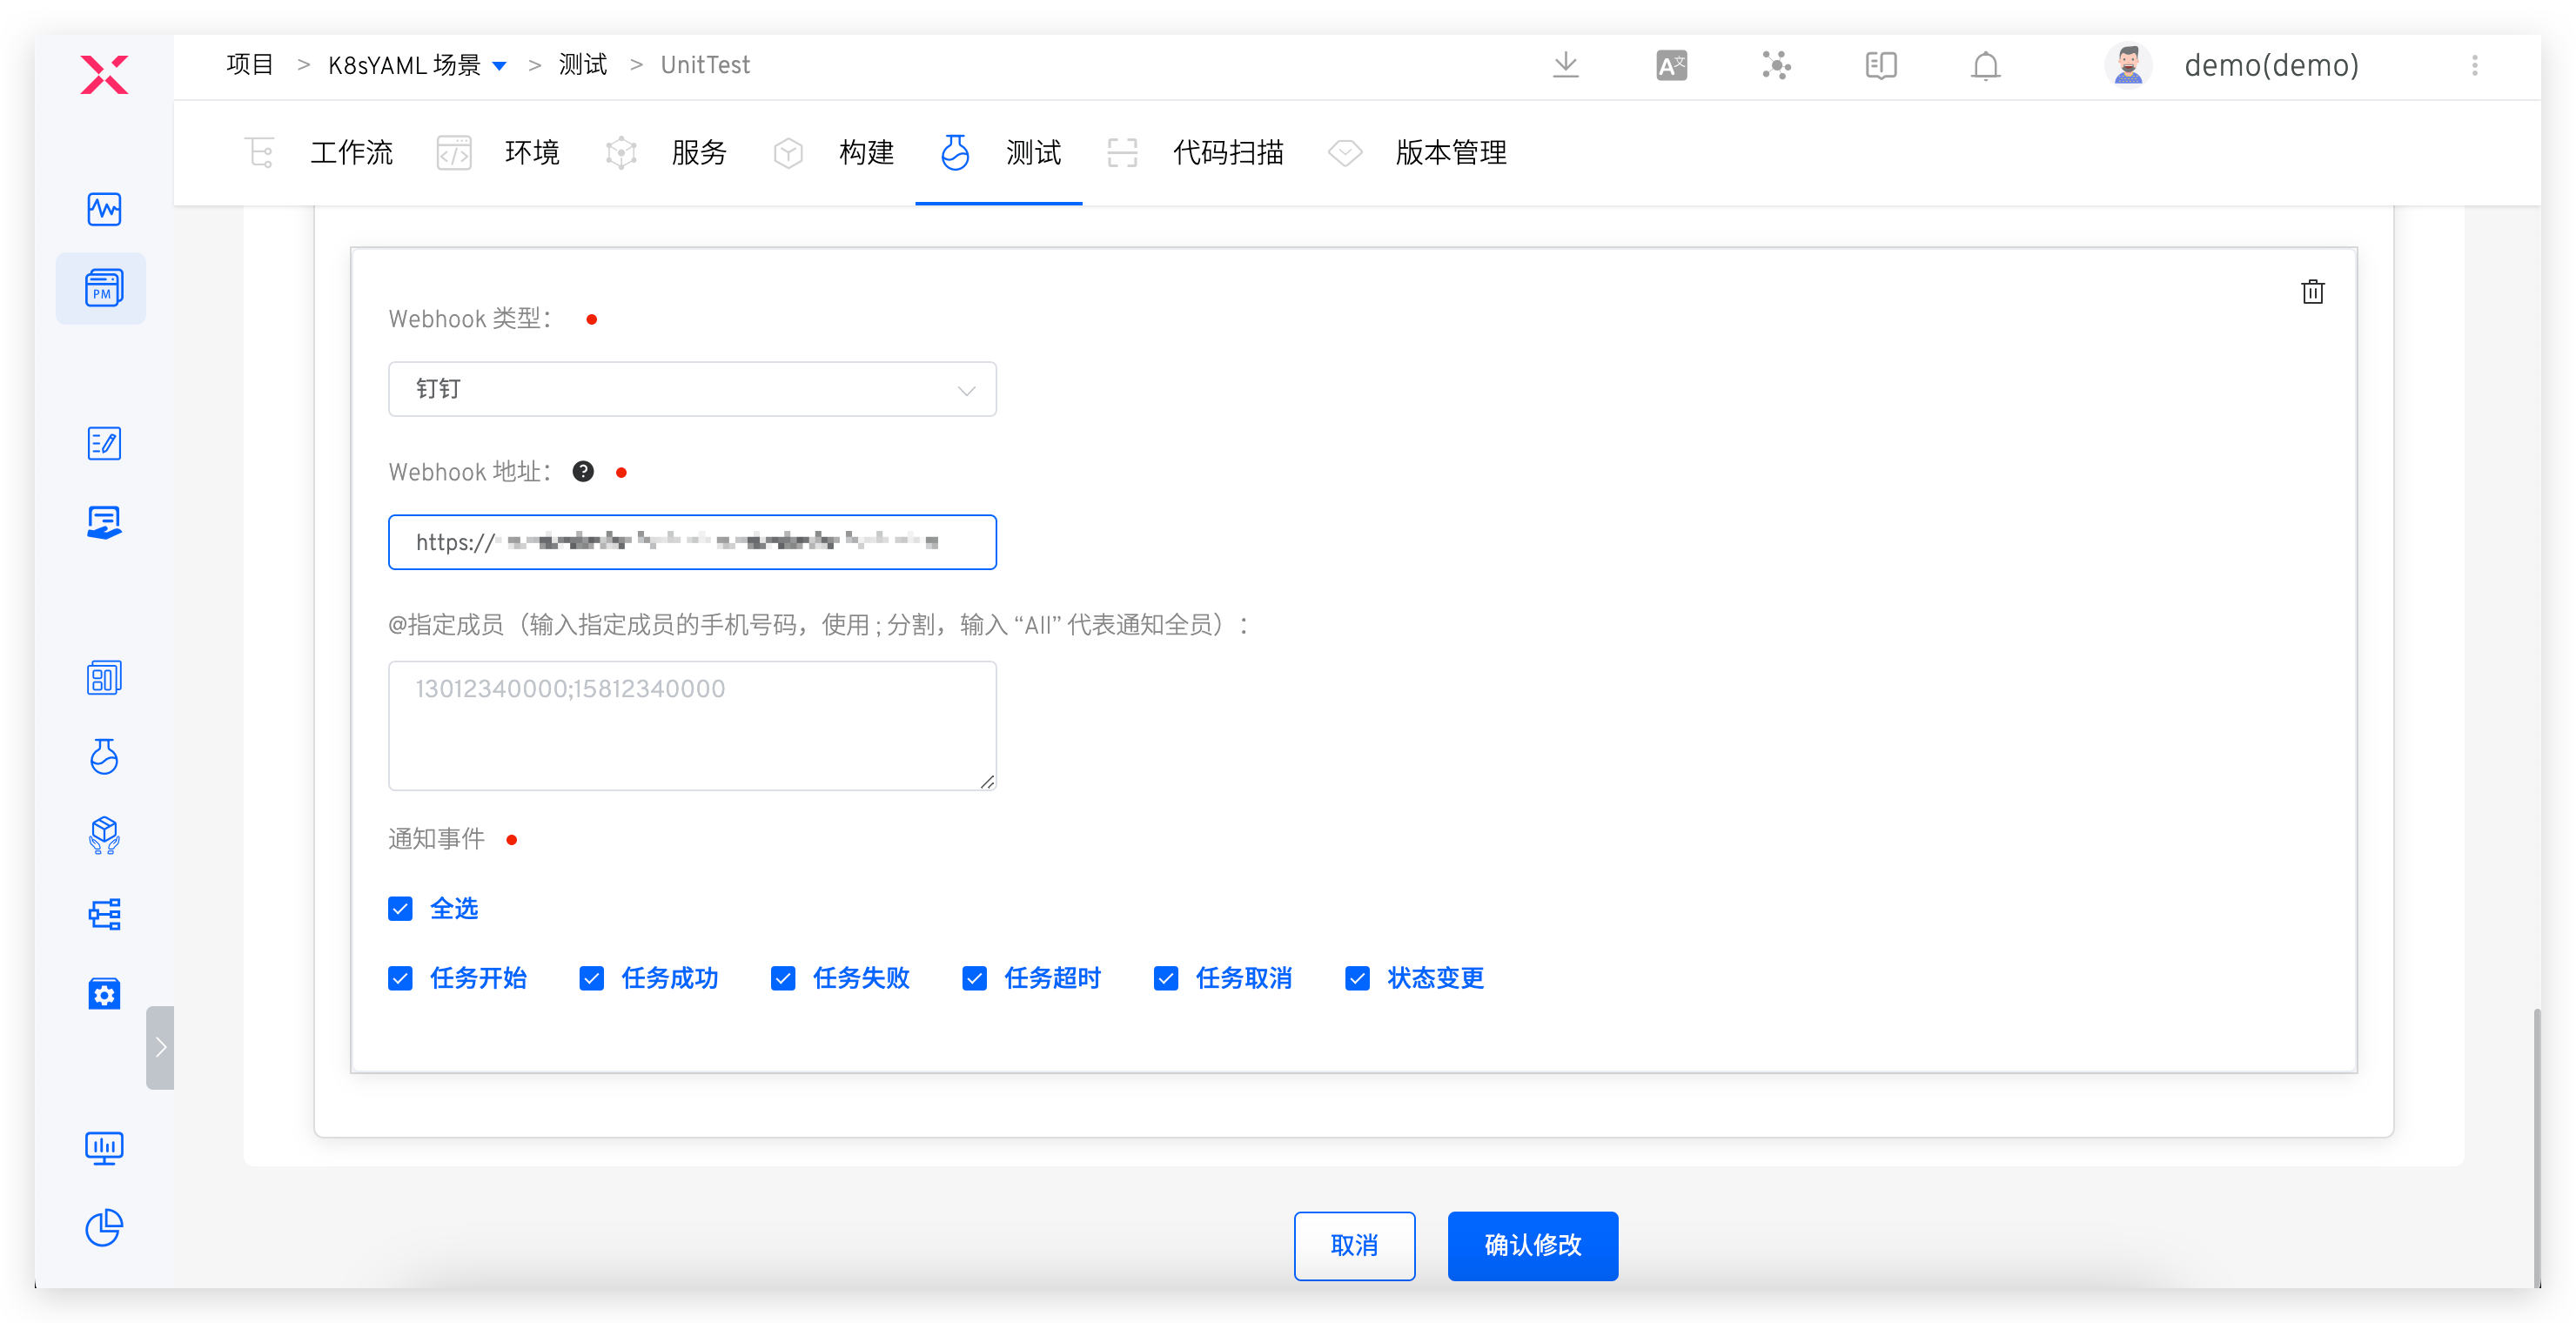 项目 > K8sYAML 场景 > 测试 > UnitTest
demo(demo)
工作流 环境 服务 构建 测试 代码扫描 版本管理
PM
Webhook 类型：
钉钉
Webhook 地址：
https://
@指定成员（输入指定成员的手机号码，使用 ; 分割，输入 “All” 代表通知全员）：
13012340000;15812340000
通知事件
全选
任务开始 任务成功 任务失败 任务超时 任务取消 状态变更
取消 确认修改